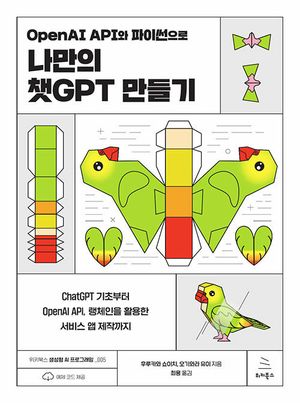 OpenAI API와 파이썬으로
나만의
챗GPT 만들기
ChatGPT 기초부터
OpenAI API, 랭체인을 활용한
서비스 앱 제작까지
위키북스 생성형 AI 프로그래밍 _005
예제 코드 제공
후루카와 쇼이치, 오기와라 유이 지음
최용 옮김
위키북스